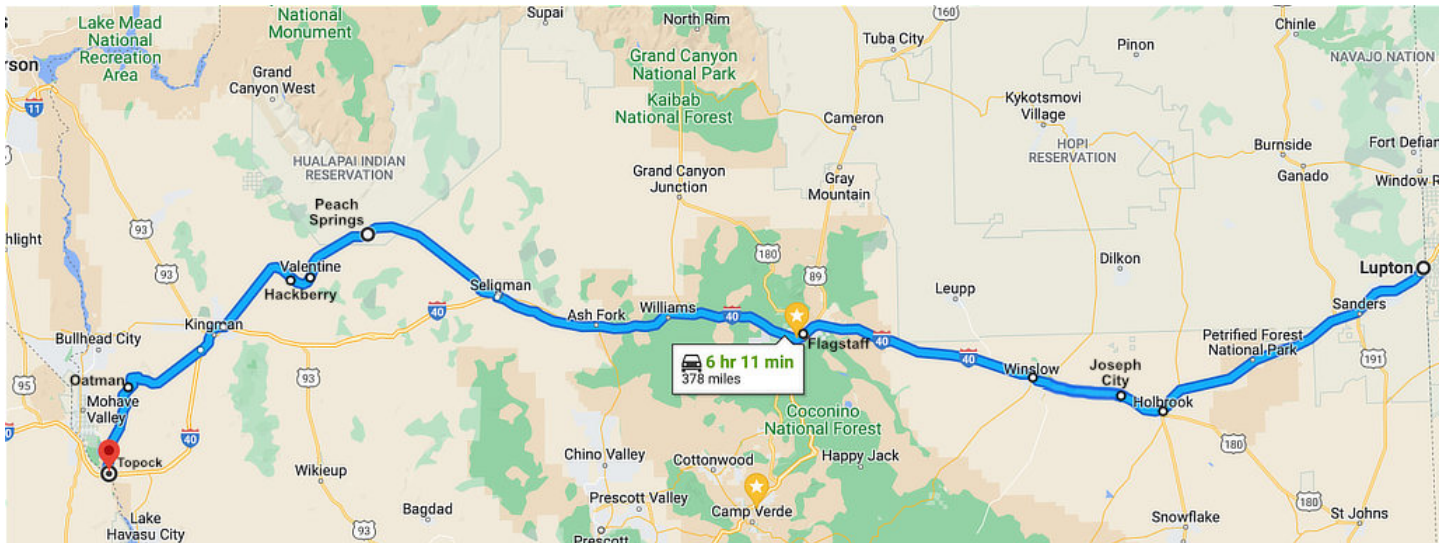 Lake Mead
National
Recreation
Area
National
Monument
Supai
North Rim
160
Chinle
Tuba City
Pinon
NAVAJO NATION
rson
Grand
Canyon West
Grand Canyon
National Park
Kaibab
National Forest
11
Kykotsmovi
Village
Cameron
HOPI
RESERVATION
Burnside
Fort Defian
Ganado
Window R
HUALAPAI INDIAN
RESERVATION
Grand Canyon
Junction
Gray
Mountain
Peach
Springs
93
hlight
93
180
89
Dilkon
Lupton
Valentine
Hackberry
Seligman
Leupp
Sanders
40
Ash Fork
Williams
40
Kingman
Bullhead City
Flagstaff
40
40
Petrified Forest
National Park
191
6 hr 11 min
378 miles
Winslow
Joseph
City
Holbrook
95
Oatman
93
Mohave
Valley
Coconino
National Forest
40
180
Topock
Wikieup
Chino Valley
Cottonwood
Happy Jack
Prescott Valley
180
Bagdad
Camp Verde
Lake
Havasu City
93
Prescott
Snowflake
St Johns